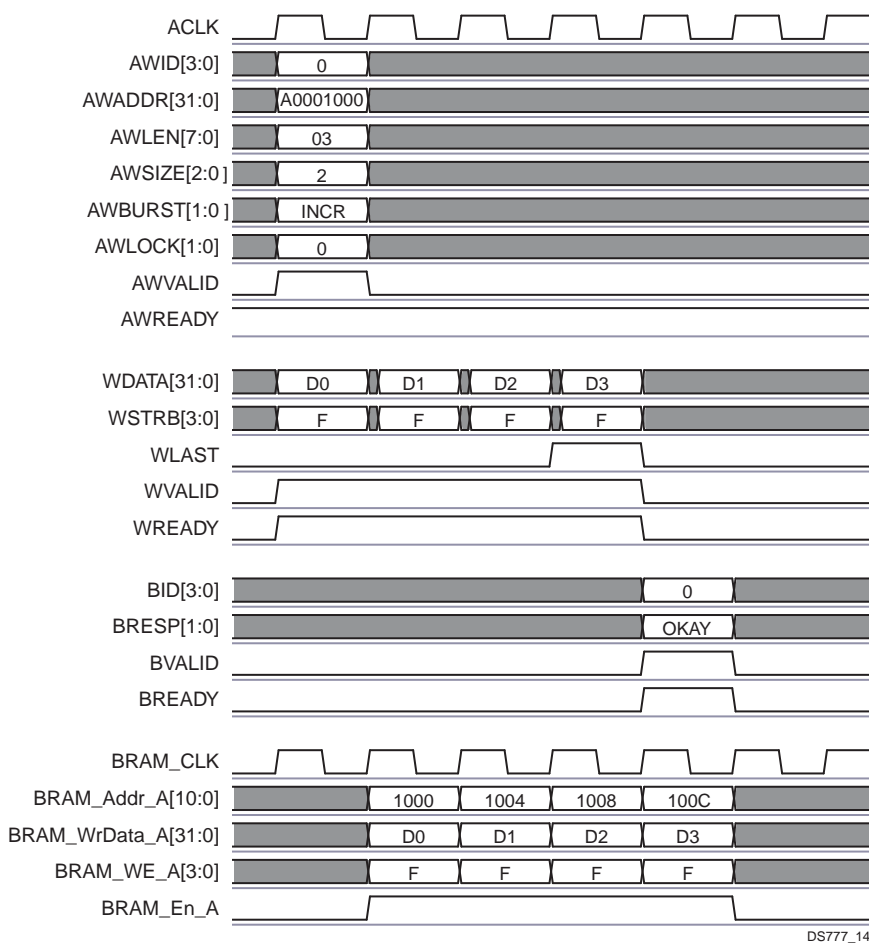 ACLK
AWID[3:0] 0
AWADDR[31:0] A0001000
AWLEN[7:0] 03
AWSIZE[2:0 ] 2
AWBURST[1:0 ] INCR
AWLOCK[1:0] 0
AWVALID
AWREADY
WDATA[31:0] D0 D1 D2 D3
WSTRB[3:0] F F F F
WLAST
WVALID
WREADY
BID[3:0] 0
BRESP[1:0] OKAY
BVALID
BREADY
BRAM_CLK
BRAM_Addr_A[10:0] 1000 1004 1008 100C
BRAM_WrData_A[31:0] D0 D1 D2 D3
BRAM_WE_A[3:0] F F F F
BRAM_En_A
DS777_14